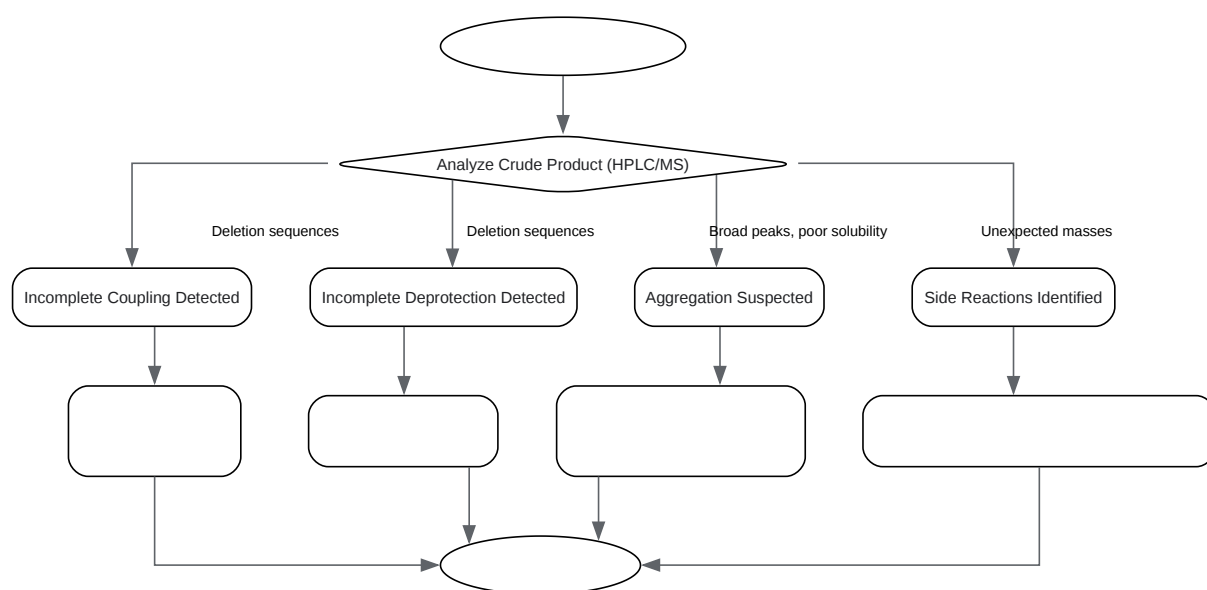 Analyze Crude Product (HPLC/MS)
Deletion sequences
Deletion sequences
Broad peaks, poor solubility
Unexpected masses
Incomplete Coupling Detected
Incomplete Deprotection Detected
Aggregation Suspected
Side Reactions Identified